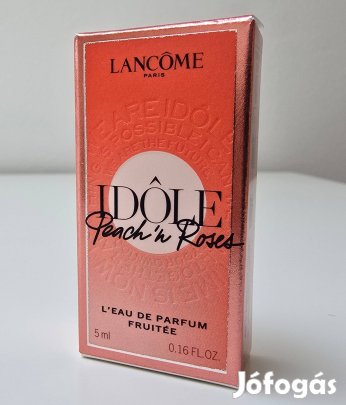 LANCÔME
PARIS
IDÔLE
Peach 'n Roses
L'EAU DE PARFUM
FRUITÉE
5 ml
0.16 FL.OZ.
Jófogás